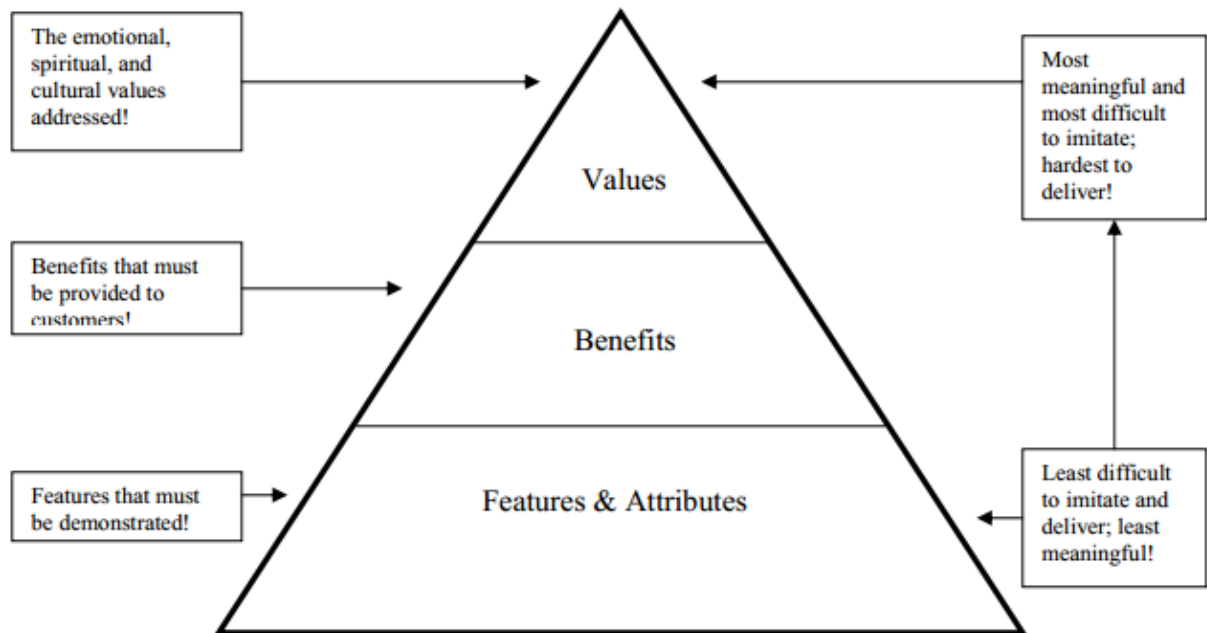 The emotional,
spiritual, and
cultural values
addressed!
Most
meaningful and
most difficult
to imitate;
hardest to
deliver!
Values
Benefits that must
be provided to
customers!
Benefits
Features that must
be demonstrated!
Features & Attributes
Least difficult
to imitate and
deliver; least
meaningful!